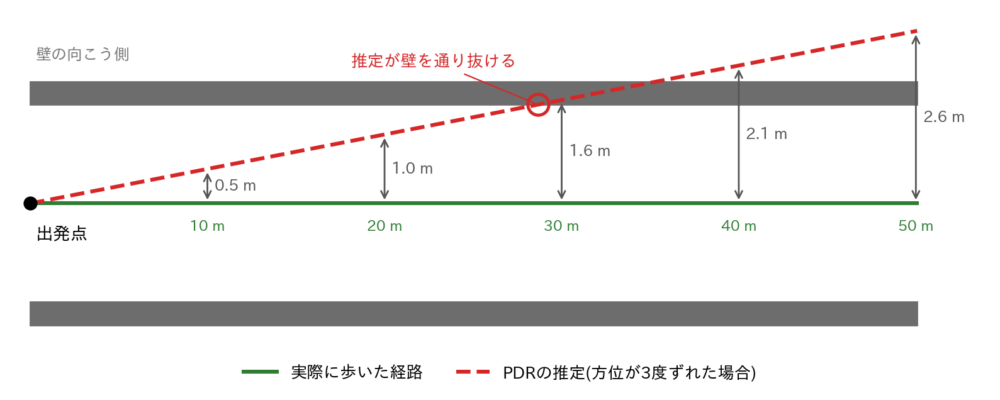 壁の向こう側
推定が壁を通り抜ける
2.6 m
2.1 m
1.6 m
1.0 m
0.5 m
10 m
20 m
30 m
40 m
50 m
出発点
実際に歩いた経路
PDRの推定(方位が3度ずれた場合)